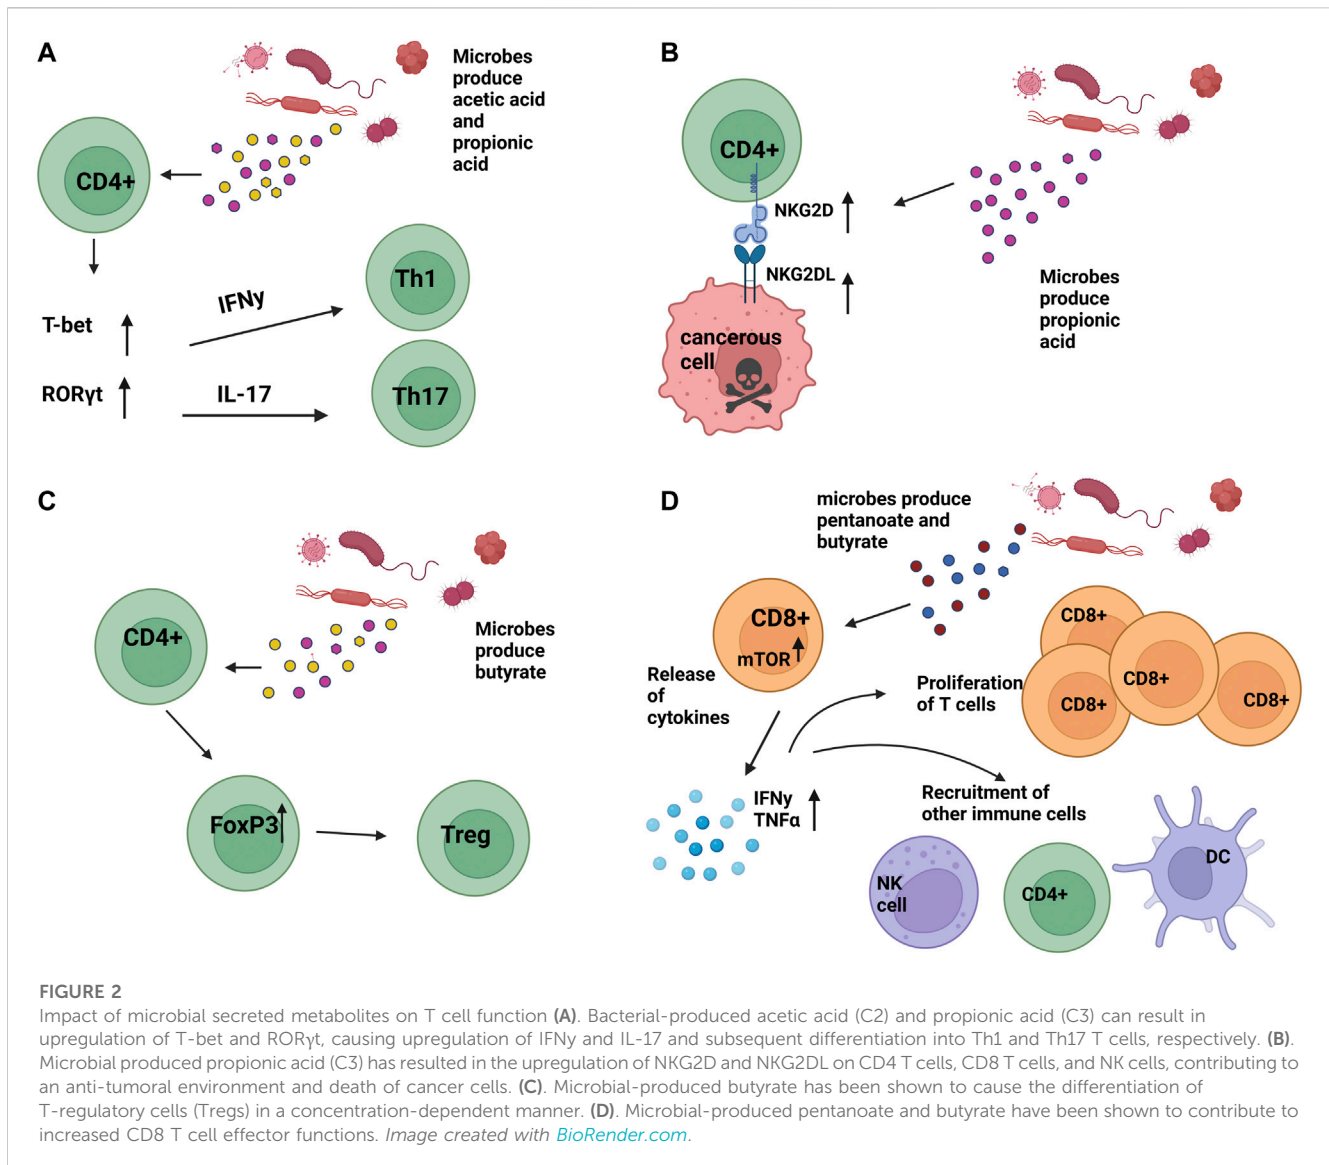 A
Microbes
produce
acetic acid
and
propionic
acid
CD4+
T-bet
RORγt
IFNy
IL-17
Th1
Th17
B
CD4+
NKG2D
NKG2DL
cancerous
cell
Microbes
produce
propionic
acid
C
CD4+
Microbes
produce
butyrate
FoxP3
Treg
D
microbes produce
pentanoate and
butyrate
CD8+
mTOR
Release
of
cytokines
IFNy
TNFα
Proliferation
of T cells
CD8+
CD8+
CD8+
CD8+
Recruitment of
other immune cells
NK
cell
CD4+
DC
FIGURE 2
Impact of microbial secreted metabolites on T cell function (A). Bacterial-produced acetic acid (C2) and propionic acid (C3) can result in
upregulation of T-bet and RORγt, causing upregulation of IFNy and IL-17 and subsequent differentiation into Th1 and Th17 T cells, respectively. (B).
Microbial produced propionic acid (C3) has resulted in the upregulation of NKG2D and NKG2DL on CD4 T cells, CD8 T cells, and NK cells, contributing to
an anti-tumoral environment and death of cancer cells. (C). Microbial-produced butyrate has been shown to cause the differentiation of
T-regulatory cells (Tregs) in a concentration-dependent manner. (D). Microbial-produced pentanoate and butyrate have been shown to contribute to
increased CD8 T cell effector functions. Image created with BioRender.com.